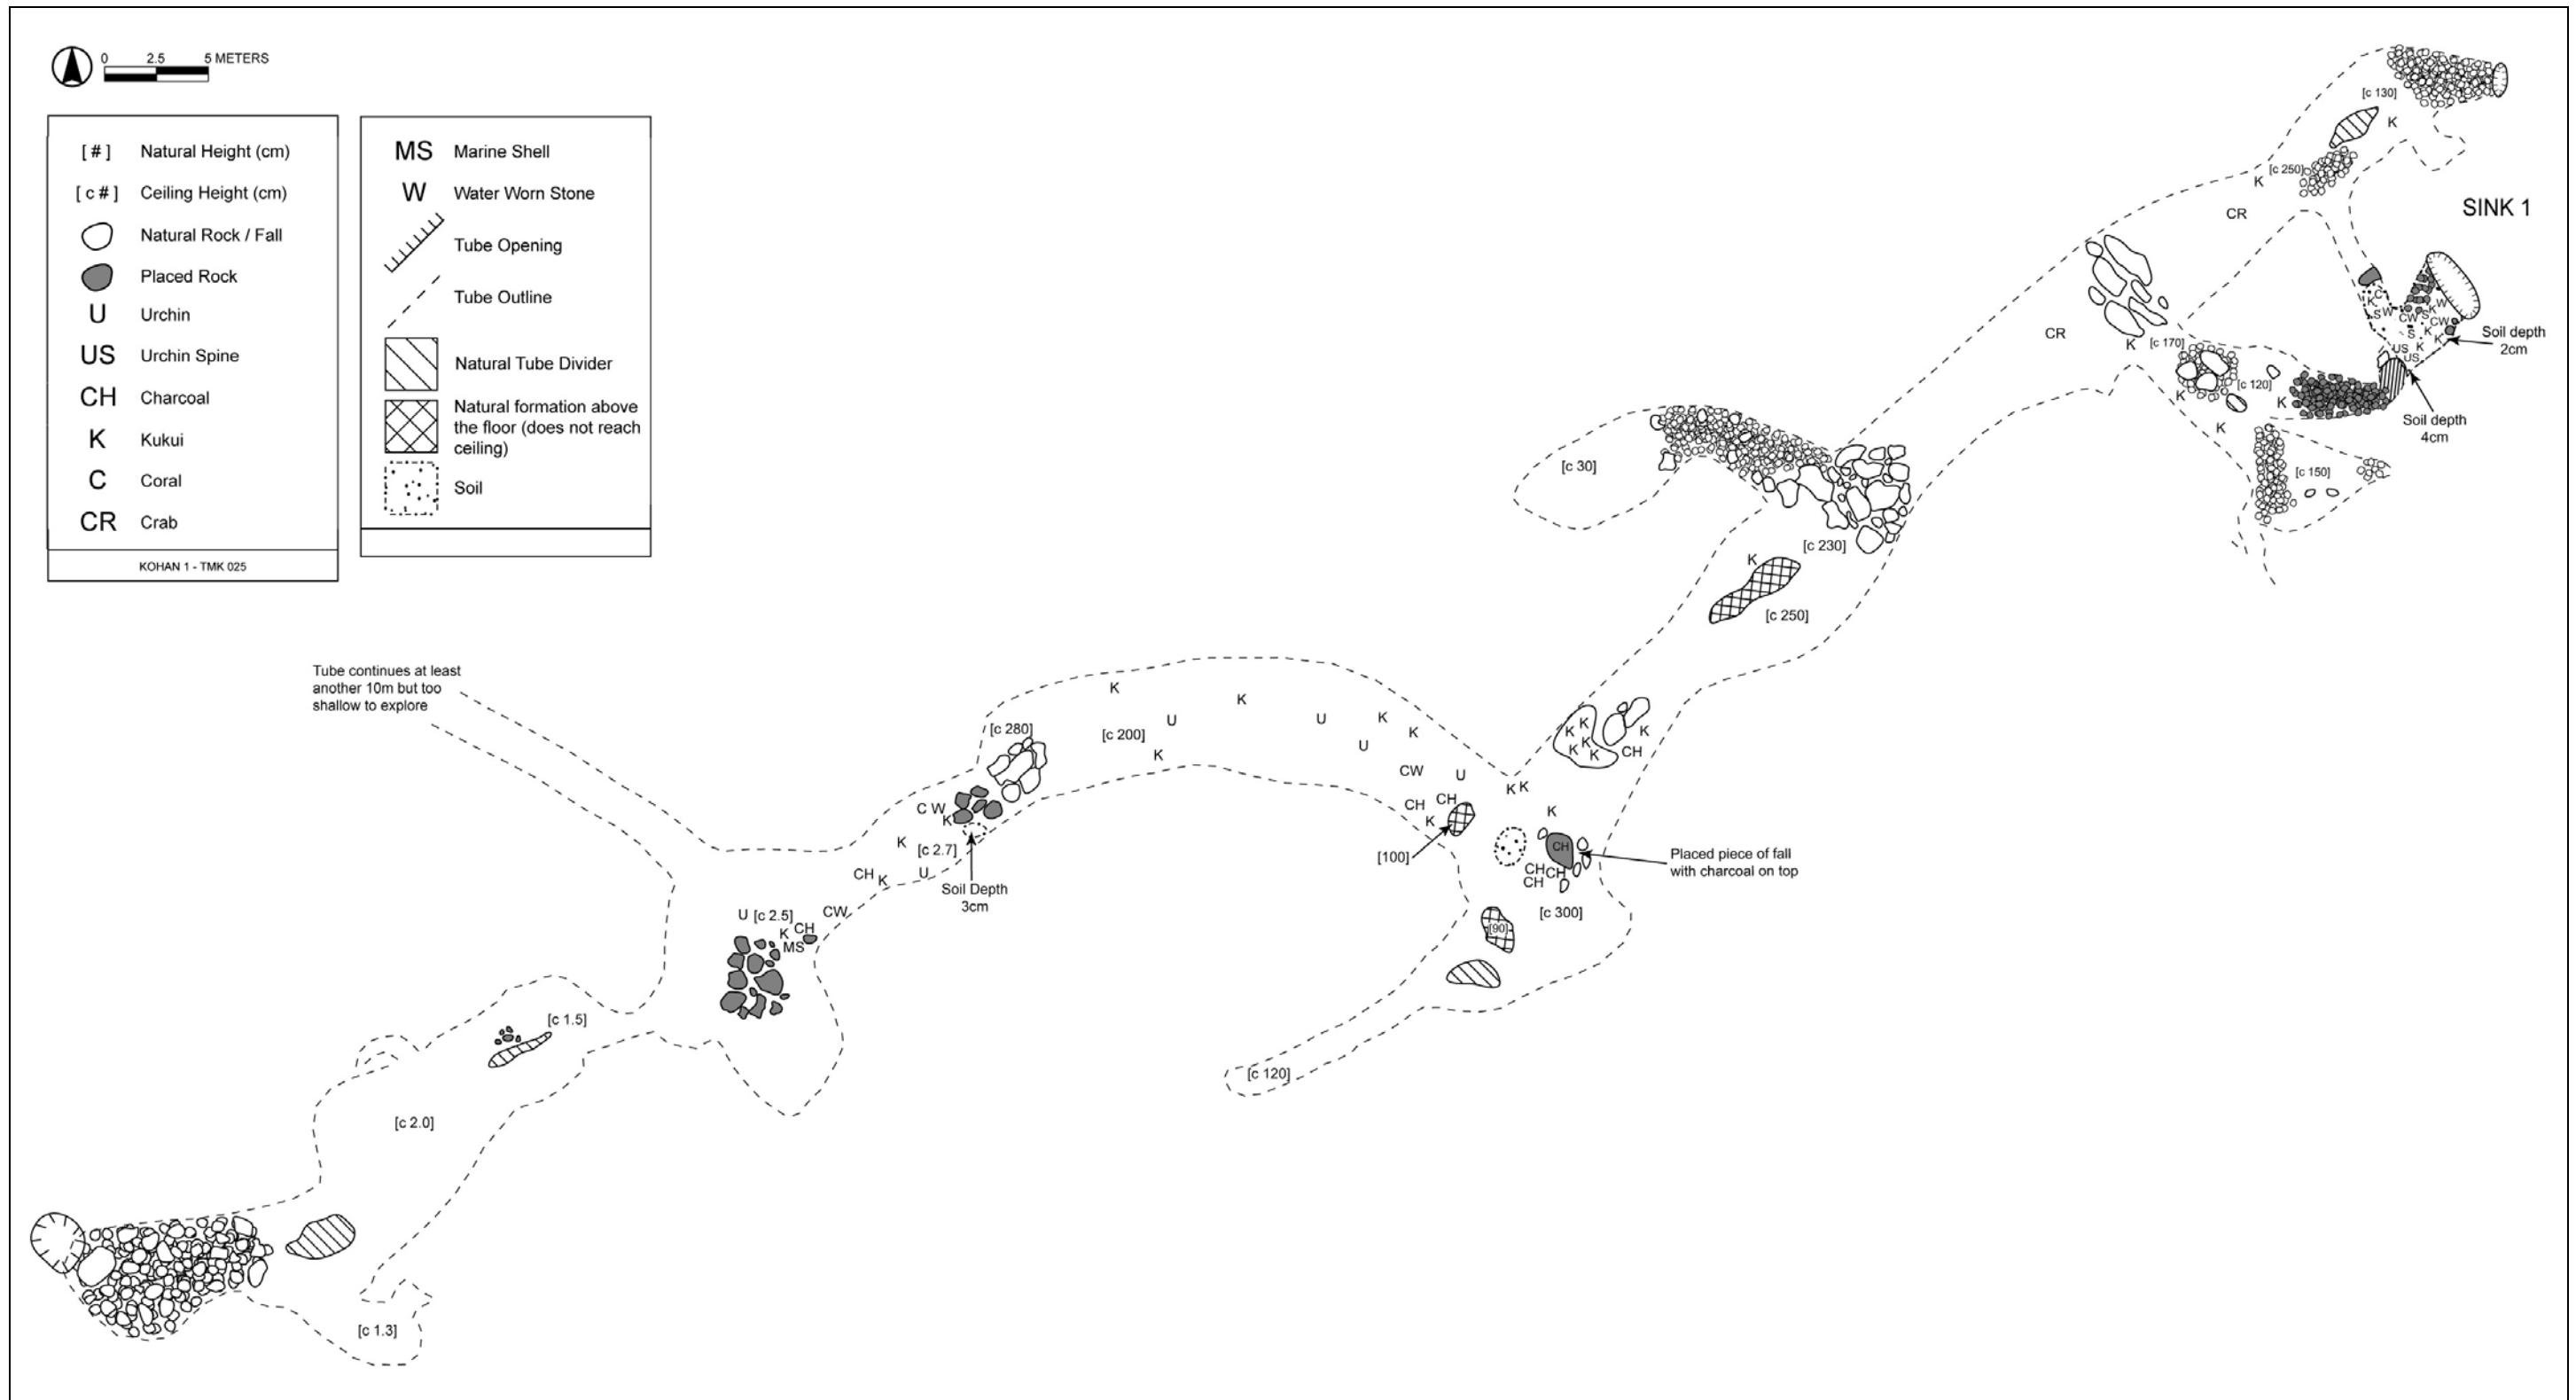 0 2.5 5 METERS
[ # ] Natural Height (cm)
[ c # ] Ceiling Height (cm)
Natural Rock / Fall
Placed Rock
U Urchin
US Urchin Spine
CH Charcoal
K Kukui
C Coral
CR Crab
KOHAN 1 - TMK 025
MS Marine Shell
W Water Worn Stone
Tube Opening
Tube Outline
Natural Tube Divider
Natural formation above
the floor (does not reach
ceiling)
Soil
[c 130]
K
[c 250]
K
CR
SINK 1
C
K
S W
W
S K
CW
CW
S
K
K
US K
US
Soil depth
2cm
CR
K [c 170]
[c 120]
K
K
K
Soil depth
4cm
[c 150]
[c 30]
[c 230]
K
[c 250]
Tube continues at least
another 10m but too
shallow to explore
K
K
U
U
K
K
[c 280]
[c 200]
U
K
K
K
K
K
K
K
CH
CW
U
K K
K
CH
CH
K
[100]
CH
Placed piece of fall
with charcoal on top
CH CH
CH
[c 300]
[90]
[c 120]
C W
K
K
[c 2.7]
U
CH K
Soil Depth
3cm
U [c 2.5]
CW
K CH
MS
[c 1.5]
[c 2.0]
[c 1.3]